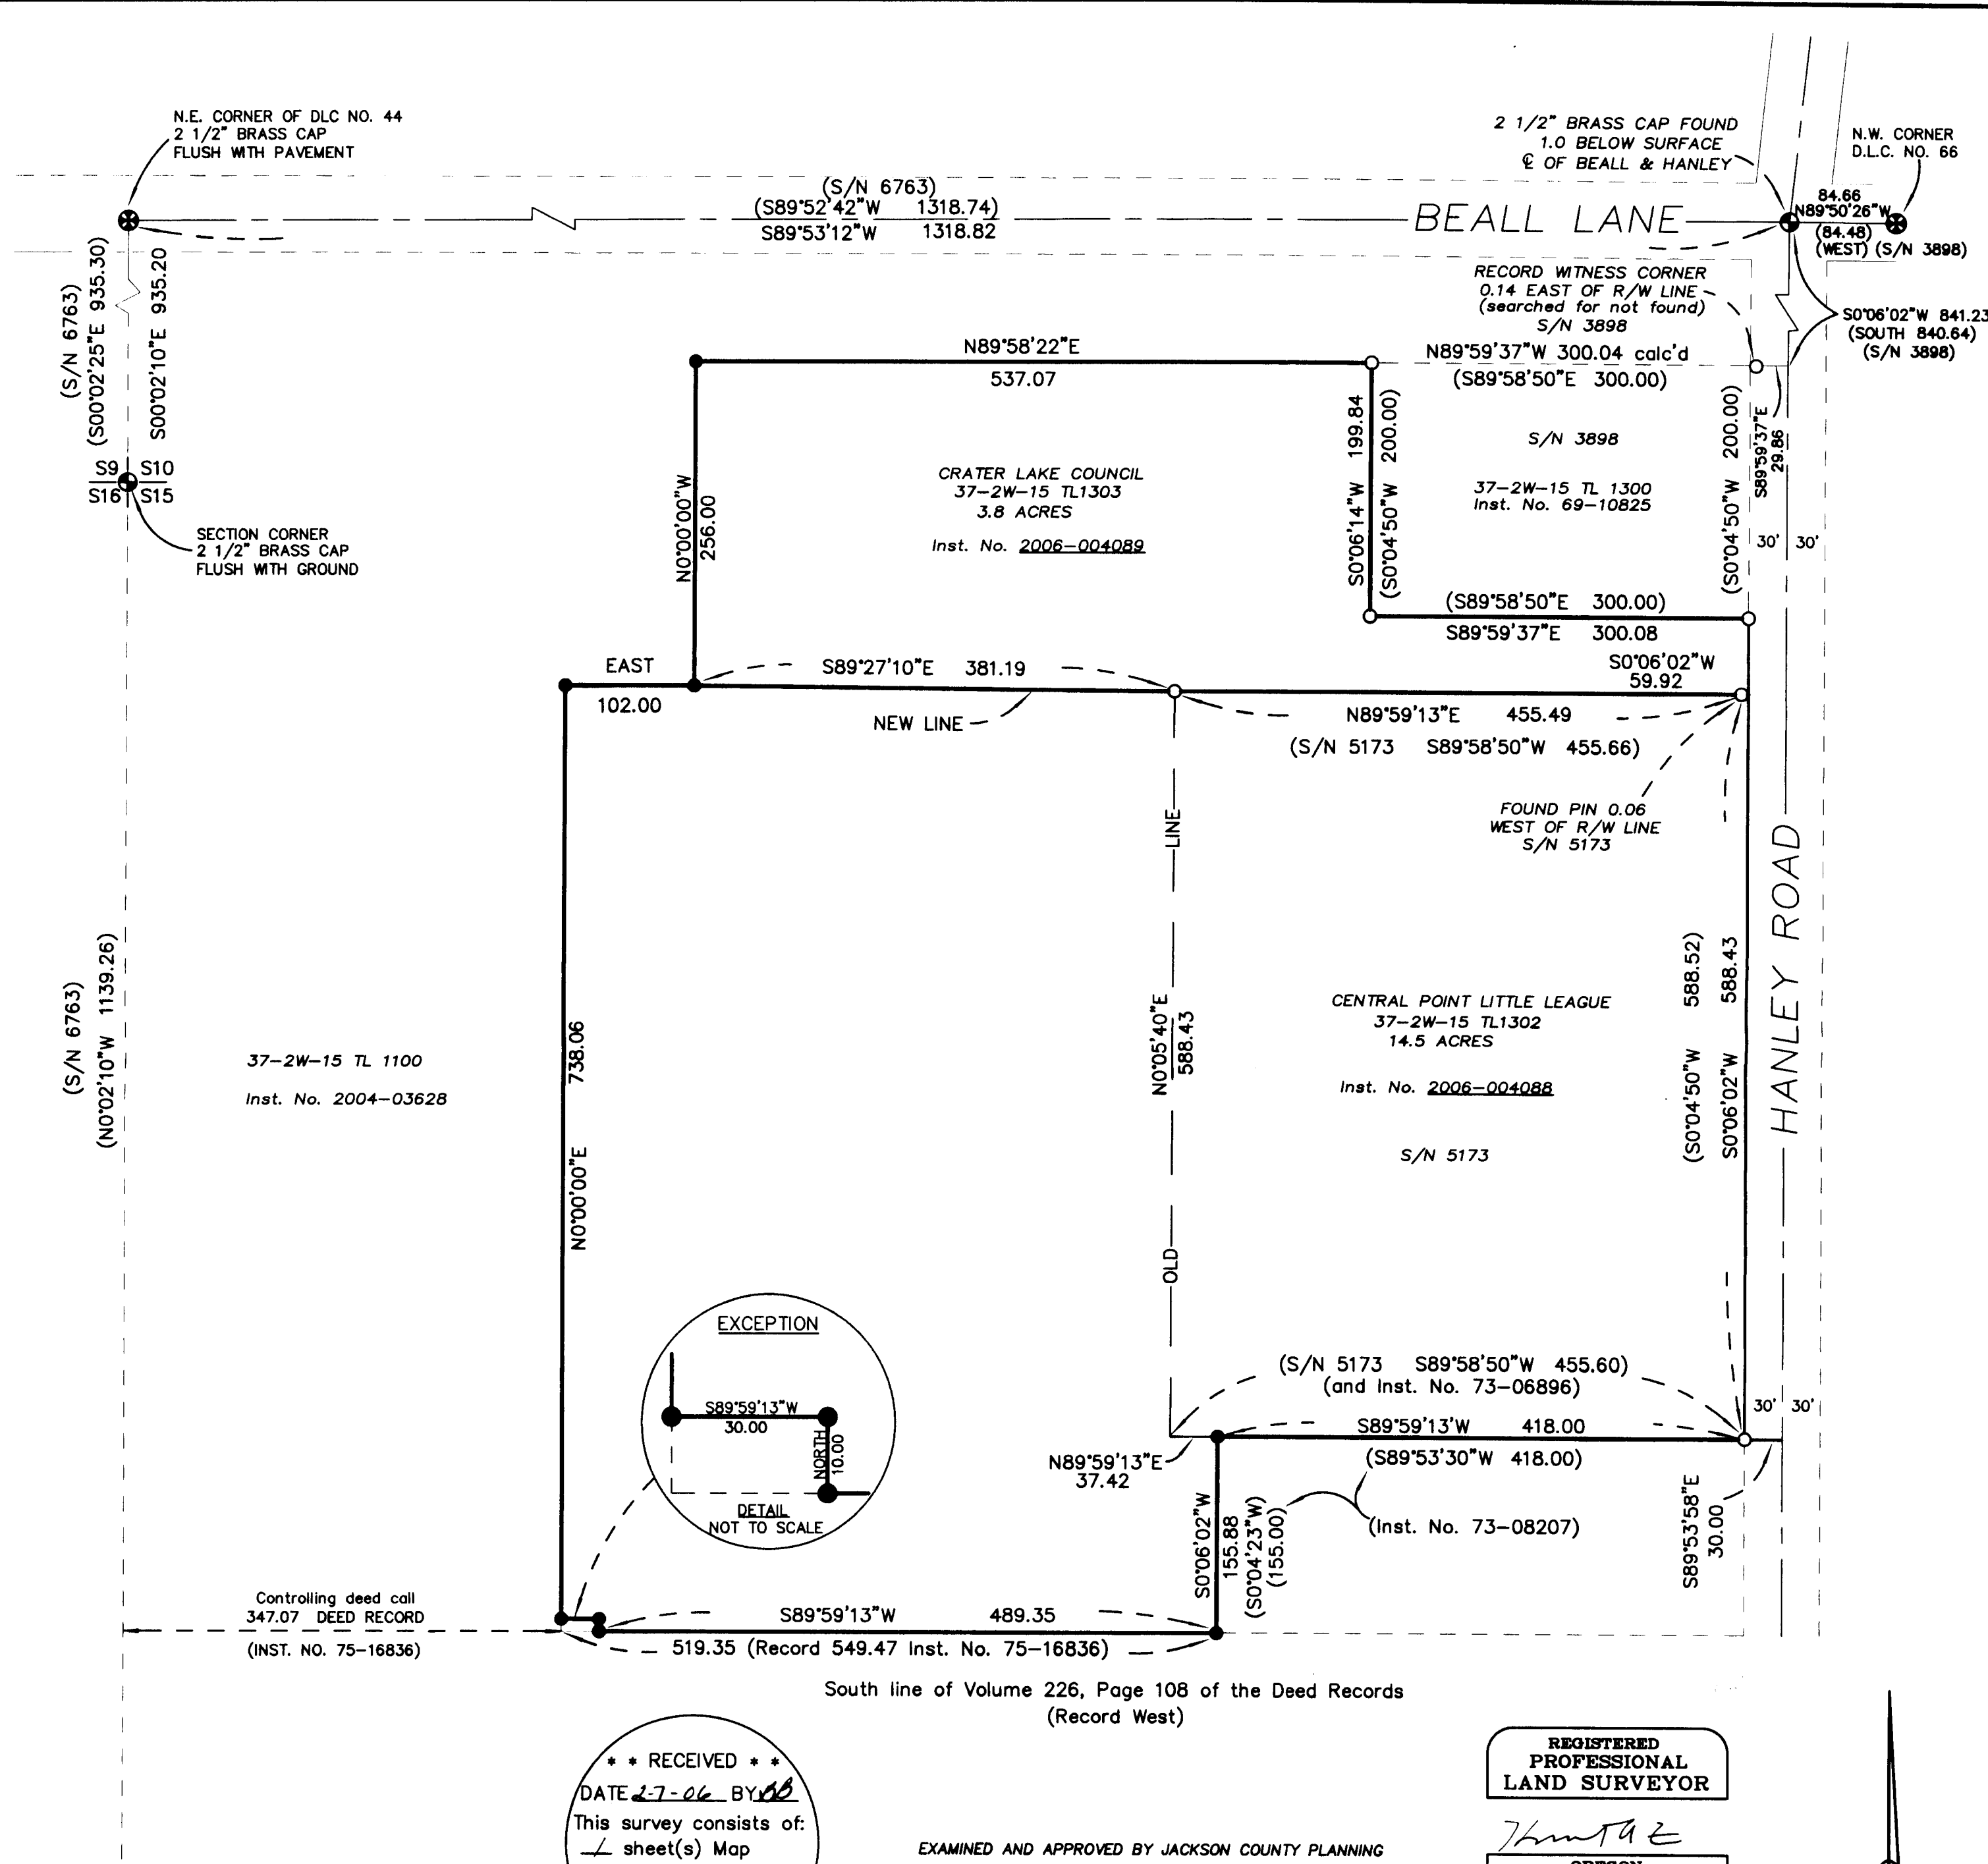 N.E. CORNER OF DLC NO. 44
2 1/2" BRASS CAP
FLUSH WITH PAVEMENT
2 1/2" BRASS CAP FOUND
1.0 BELOW SURFACE
℄ OF BEALL & HANLEY
N.W. CORNER
D.L.C. NO. 66
(S/N 6763)
(S89°52'42"W 1318.74)
S89°53'12"W 1318.82
BEALL LANE
84.66
N89°50'26"W
(84.48)
(WEST) (S/N 3898)
(S/N 6763)
(S00°02'25"E 935.30)
S00°02'10"E 935.20
RECORD WITNESS CORNER
0.14 EAST OF R/W LINE
(searched for not found)
S/N 3898
S0°06'02"W 841.23
(SOUTH 840.64)
(S/N 3898)
N89°58'22"E
537.07
N89°59'37"W 300.04 calc'd
(S89°58'50"E 300.00)
S89°59'37"E
29.86
S9 S10
S16 S15
SECTION CORNER
2 1/2" BRASS CAP
FLUSH WITH GROUND
N0°00'00"W
256.00
CRATER LAKE COUNCIL
37-2W-15 TL1303
3.8 ACRES
Inst. No. 2006-004089
S0°06'14"W 199.84
(S0°04'50"W 200.00)
S/N 3898
37-2W-15 TL 1300
Inst. No. 69-10825
(S0°04'50"W 200.00)
30' 30'
(S89°58'50"E 300.00)
S89°59'37"E 300.08
S0°06'02"W
59.92
EAST
102.00
S89°27'10"E 381.19
NEW LINE
N89°59'13"E 455.49
(S/N 5173 S89°58'50"W 455.66)
FOUND PIN 0.06
WEST OF R/W LINE
S/N 5173
OLD LINE
N0°05'40"E
588.43
CENTRAL POINT LITTLE LEAGUE
37-2W-15 TL1302
14.5 ACRES
Inst. No. 2006-004088
S/N 5173
(S0°04'50"W 588.52)
S0°06'02"W 588.43
HANLEY ROAD
(S/N 6763)
(N0°02'10"W 1139.26)
37-2W-15 TL 1100
Inst. No. 2004-03628
N0°00'00"E 738.06
EXCEPTION
S89°59'13"W
30.00
NORTH
10.00
DETAIL
NOT TO SCALE
(S/N 5173 S89°58'50"W 455.60)
(and Inst. No. 73-06896)
30' 30'
S89°59'13'W 418.00
(S89°53'30"W 418.00)
N89°59'13"E
37.42
S0°06'02"W
155.88
(S0°04'23"W)
(155.00)
(Inst. No. 73-08207)
S89°53'58"E
30.00
Controlling deed call
347.07 DEED RECORD
(INST. NO. 75-16836)
S89°59'13"W 489.35
519.35 (Record 549.47 Inst. No. 75-16836)
South line of Volume 226, Page 108 of the Deed Records
(Record West)
* * RECEIVED * *
DATE 2-7-06 BY BB
This survey consists of:
1 sheet(s) Map
EXAMINED AND APPROVED BY JACKSON COUNTY PLANNING
REGISTERED
PROFESSIONAL
LAND SURVEYOR
OREGON